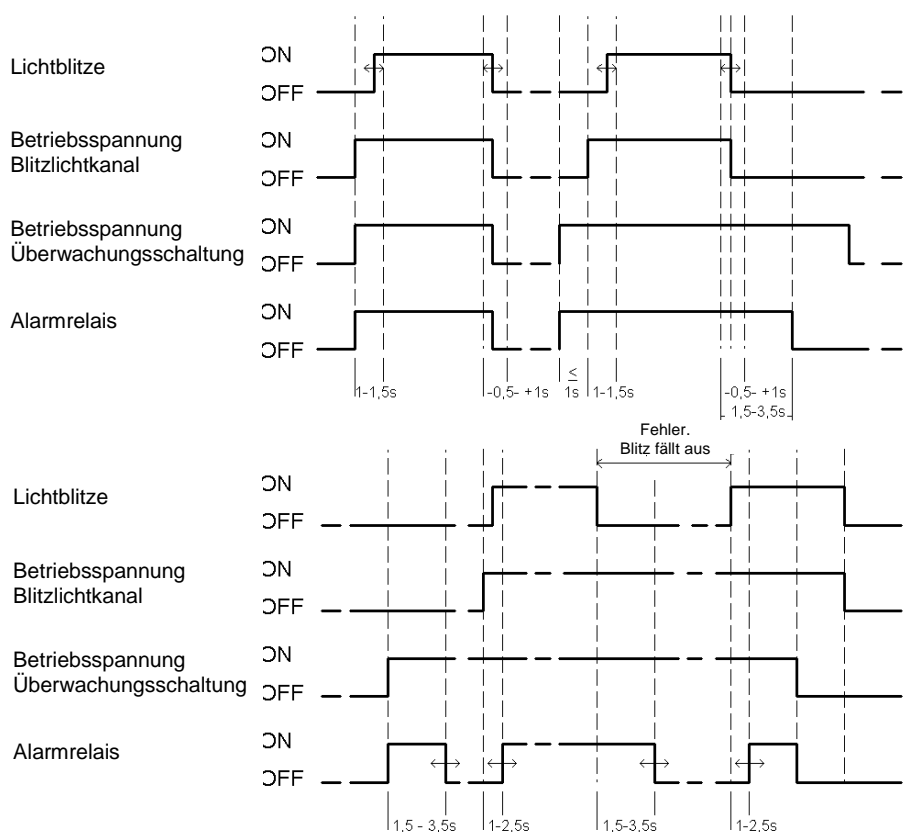 Lichtblitze
ON
OFF
Betriebsspannung
Blitzlichtkanal
ON
OFF
Betriebsspannung
Überwachungsschaltung
ON
OFF
Alarmrelais
ON
OFF
1-1,5s
-0,5- +1s
≤
1s
1-1,5s
-0,5- +1s
1,5-3,5s
Fehler.
Blitz fällt aus
Lichtblitze
ON
OFF
Betriebsspannung
Blitzlichtkanal
ON
OFF
Betriebsspannung
Überwachungsschaltung
ON
OFF
Alarmrelais
ON
OFF
1,5 - 3,5s
1-2,5s
1,5-3,5s
1-2,5s